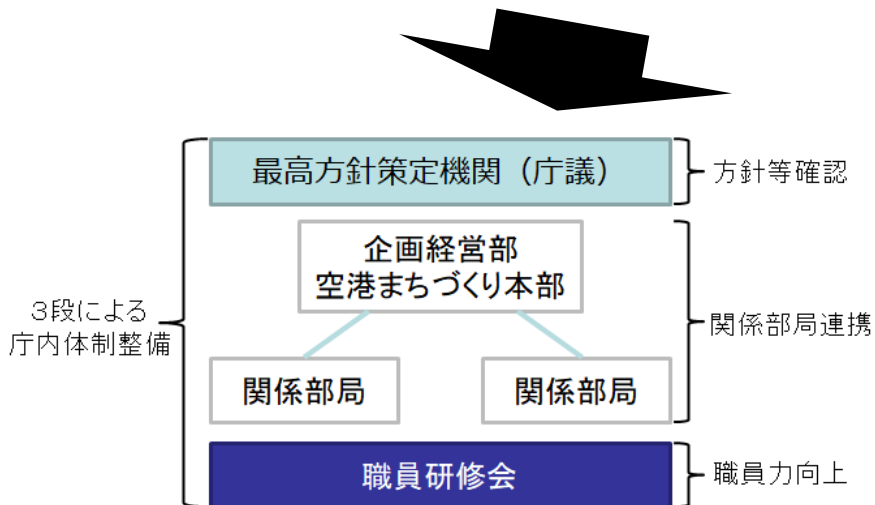 最高方針策定機関（庁議）
方針等確認
企画経営部
空港まちづくり本部
３段による
庁内体制整備
関係部局連携
関係部局
関係部局
職員研修会
職員力向上